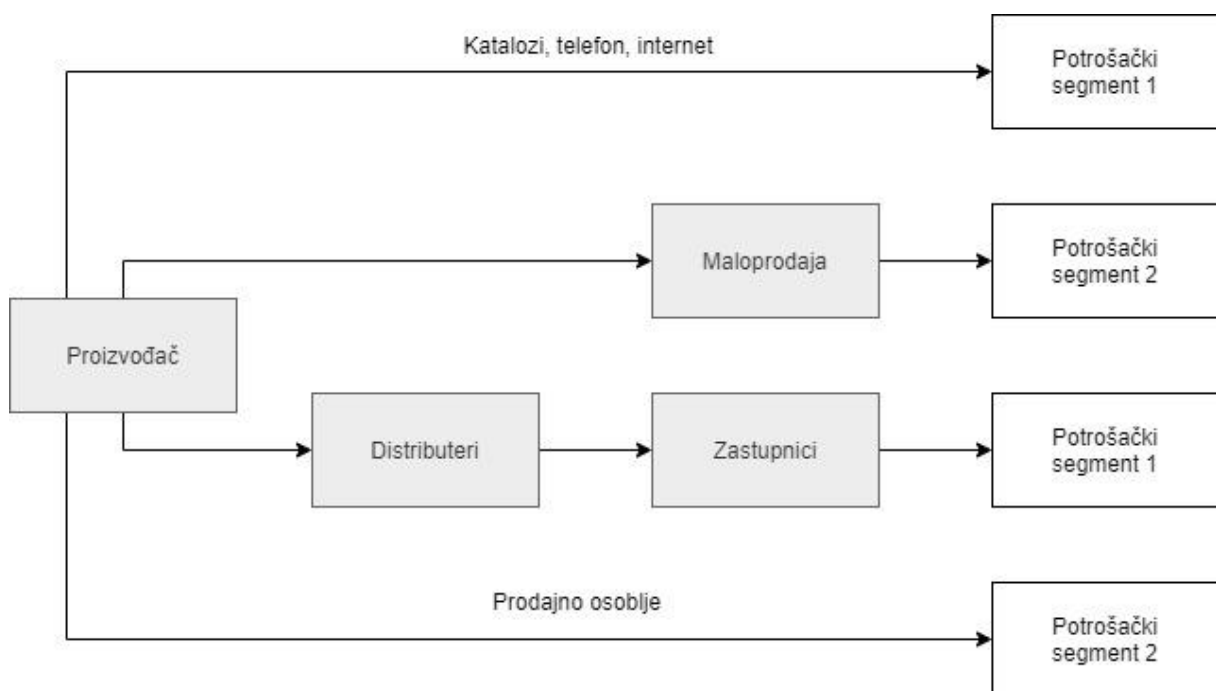 Katalozi, telefon, internet
Potrošački
segment 1
Maloprodaja
Potrošački
segment 2
Proizvođač
Distributeri
Zastupnici
Potrošački
segment 1
Prodajno osoblje
Potrošački
segment 2